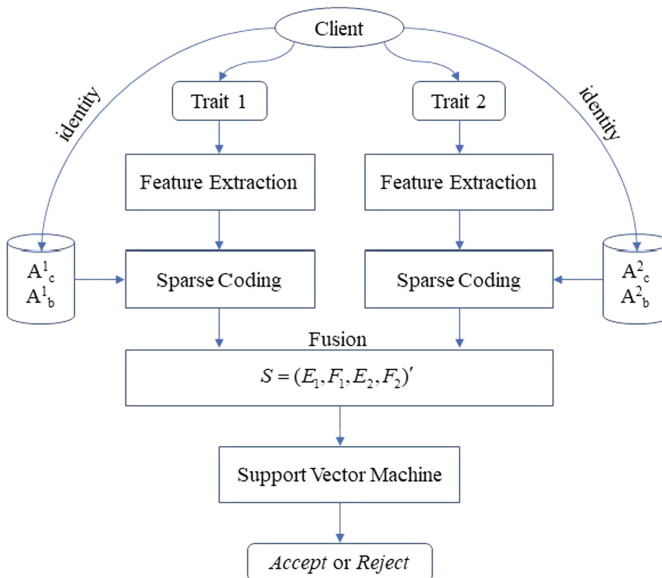 Client
identity
identity
Trait 1
Trait 2
Feature Extraction
Feature Extraction
A¹c
A¹b
Sparse Coding
Sparse Coding
A²c
A²b
Fusion
S = (E₁, F₁, E₂, F₂)′
Support Vector Machine
Accept or Reject